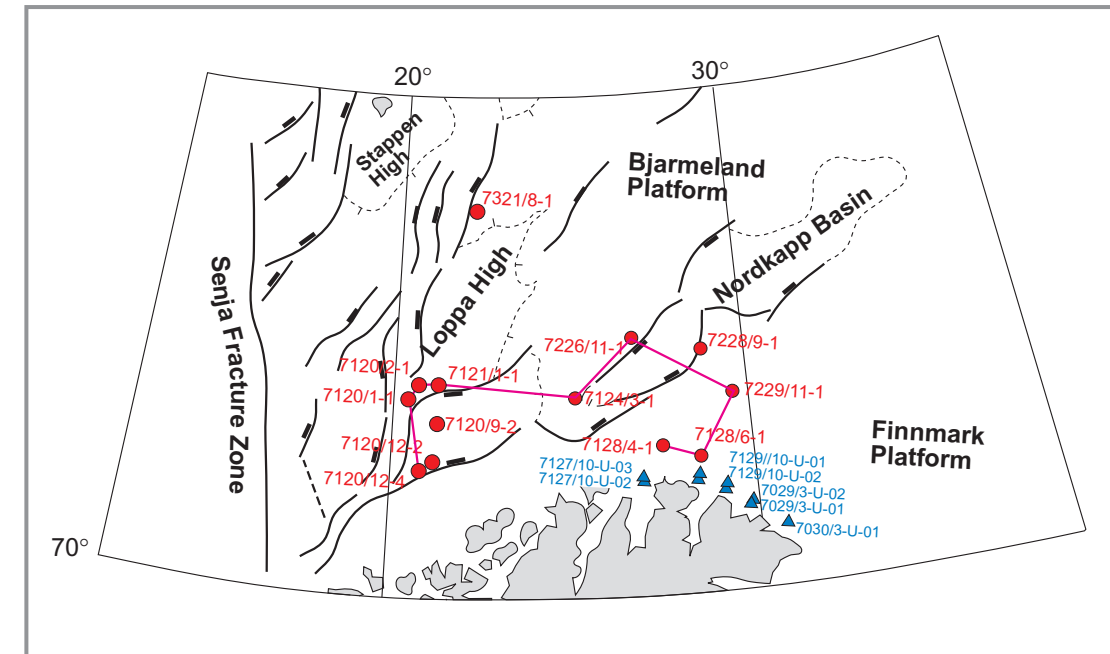 20°
30°
Stappen
High
Bjarmeland
Platform
7321/8-1
Nordkapp Basin
Senja Fracture Zone
Loppa High
7226/11-1
7228/9-1
7120/2-1
7121/1-1
7120/1-1
7124/3-1
7229/11-1
7120/9-2
7128/6-1
7128/4-1
Finnmark
Platform
7120/12-2
7120/12-4
7127/10-U-03
7127/10-U-02
7129//10-U-01
7129/10-U-02
7029/3-U-02
7029/3-U-01
7030/3-U-01
70°